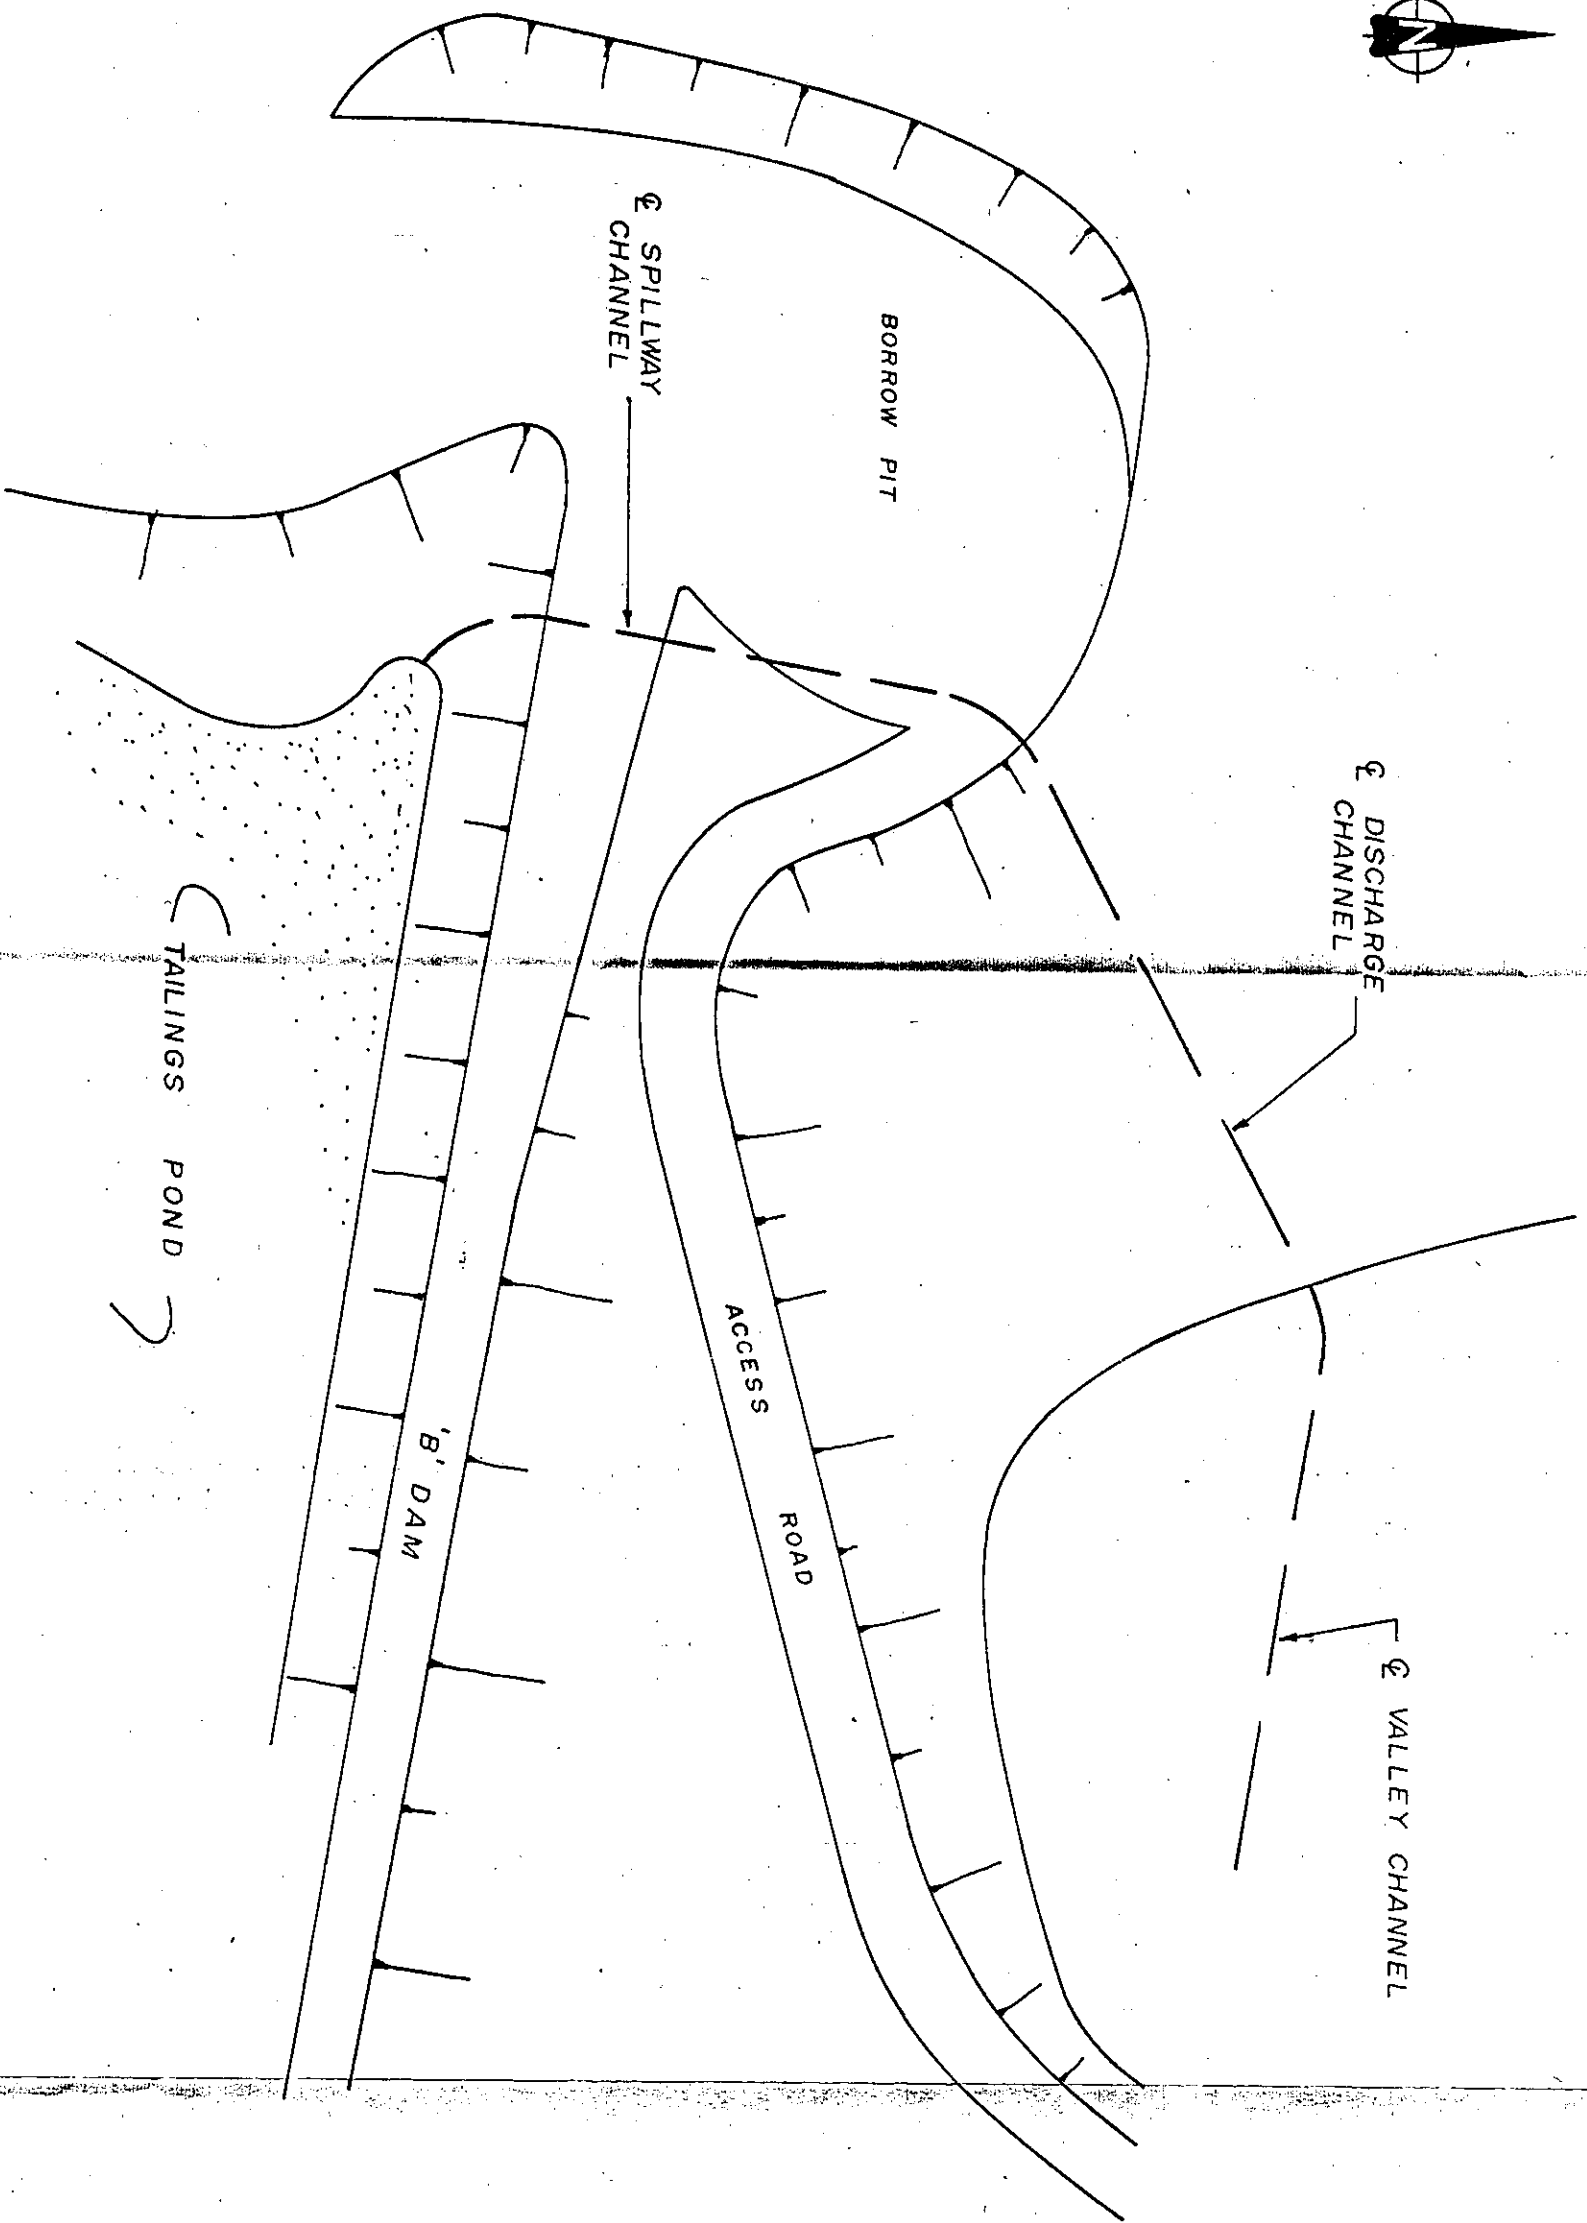 N
℄ SPILLWAY
CHANNEL
BORROW PIT
℄ DISCHARGE
CHANNEL
TAILINGS POND
'B' DAM
ACCESS ROAD
℄ VALLEY CHANNEL